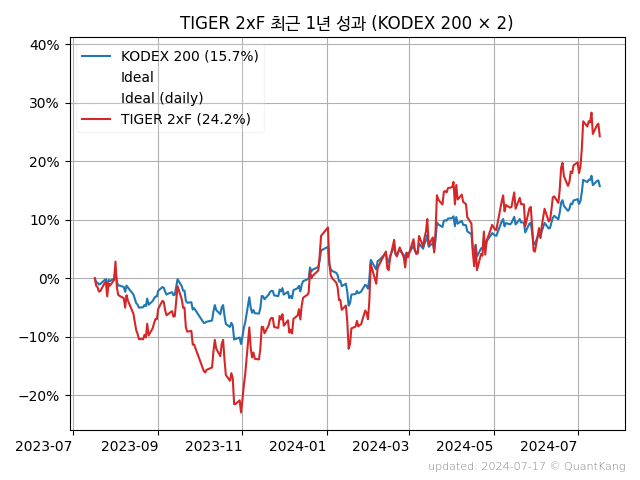 TIGER 2xF 최근 1년 성과 (KODEX 200 × 2)
KODEX 200 (15.7%)
Ideal
Ideal (daily)
TIGER 2xF (24.2%)
40%
30%
20%
10%
0%
−10%
−20%
2023-07 2023-09 2023-11 2024-01 2024-03 2024-05 2024-07
updated: 2024-07-17 © QuantKang